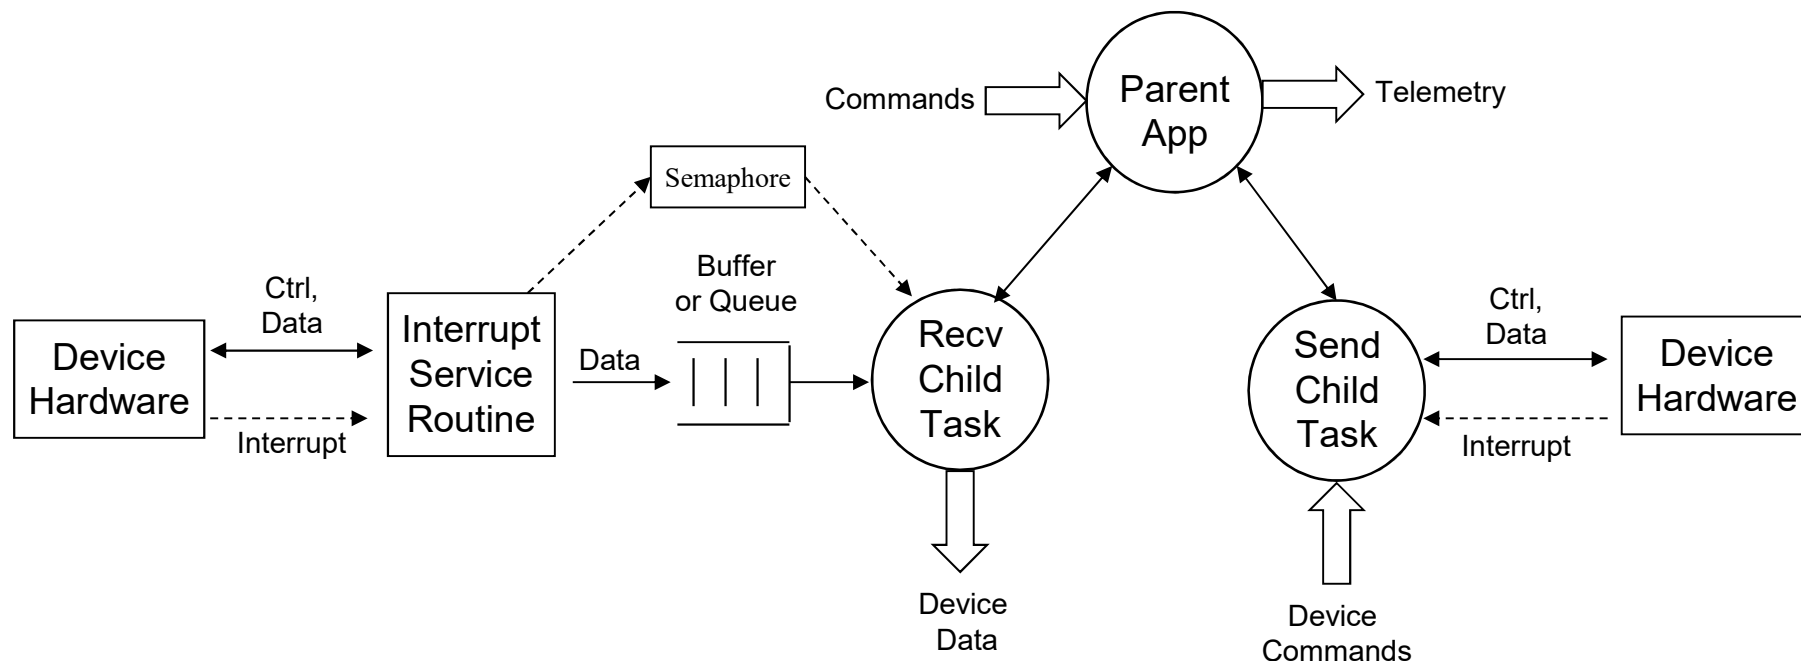 Commands
Parent
App
Telemetry
Semaphore
Ctrl,
Data
Device
Hardware
Interrupt
Interrupt
Service
Routine
Data
Buffer
or Queue
Recv
Child
Task
Device
Data
Send
Child
Task
Device
Commands
Ctrl,
Data
Interrupt
Device
Hardware